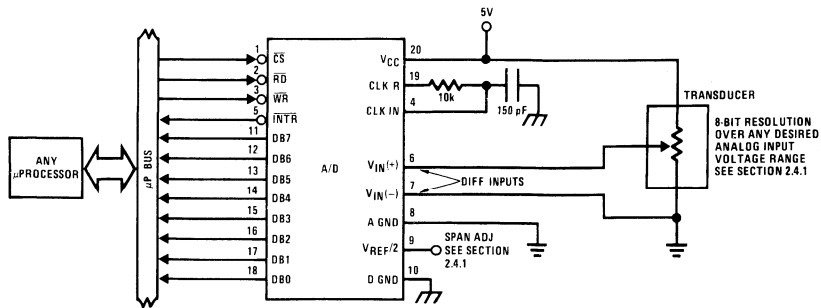 5V
1 CS
2 RD
3 WR
5 INTR
11 DB7
12 DB6
13 DB5
14 DB4
15 DB3
16 DB2
17 DB1
18 DB0
ANY
µPROCESSOR
µP BUS
A/D
VCC 20
CLK R 19
CLK IN 4
10k
150 pF
VIN(+) 6
VIN(−) 7
DIFF INPUTS
A GND 8
VREF/2 9
SPAN ADJ
SEE SECTION
2.4.1
D GND 10
TRANSDUCER
8-BIT RESOLUTION
OVER ANY DESIRED
ANALOG INPUT
VOLTAGE RANGE
SEE SECTION 2.4.1